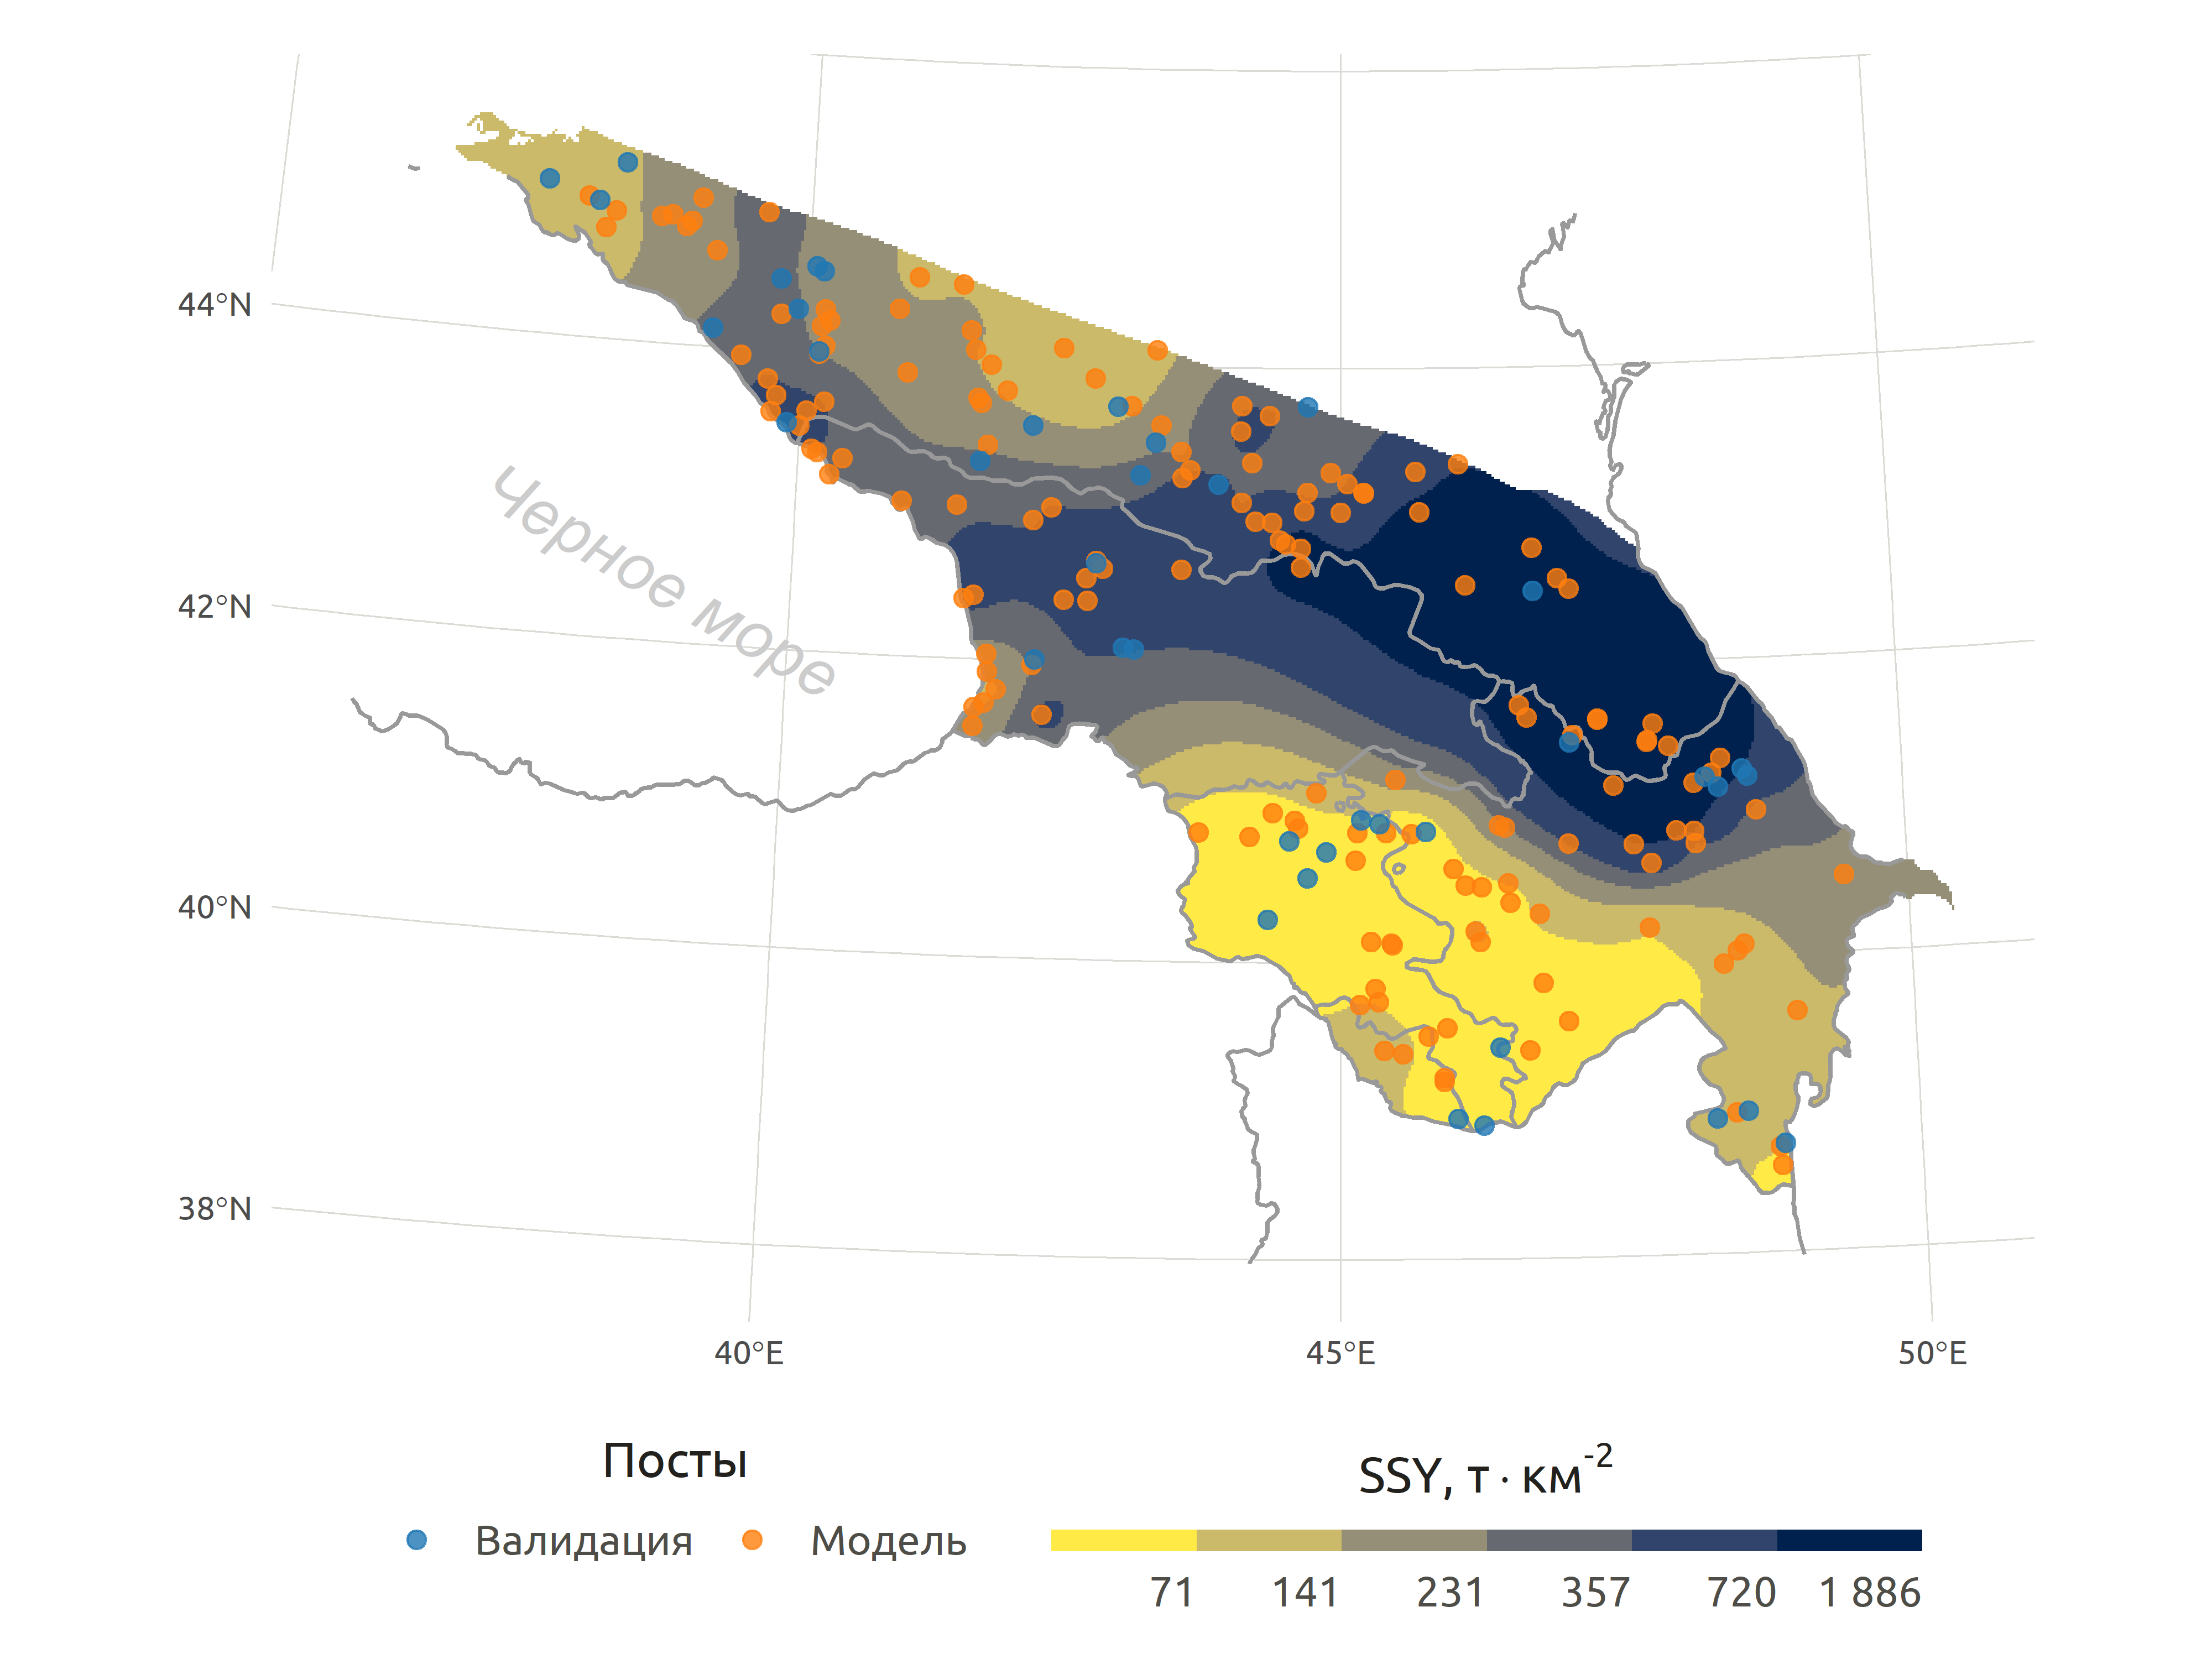 44°N
Черное море
42°N
40°N
38°N
40°E 45°E 50°E
Посты
Валидация Модель
SSY, т · км-2
71 141 231 357 720 1 886